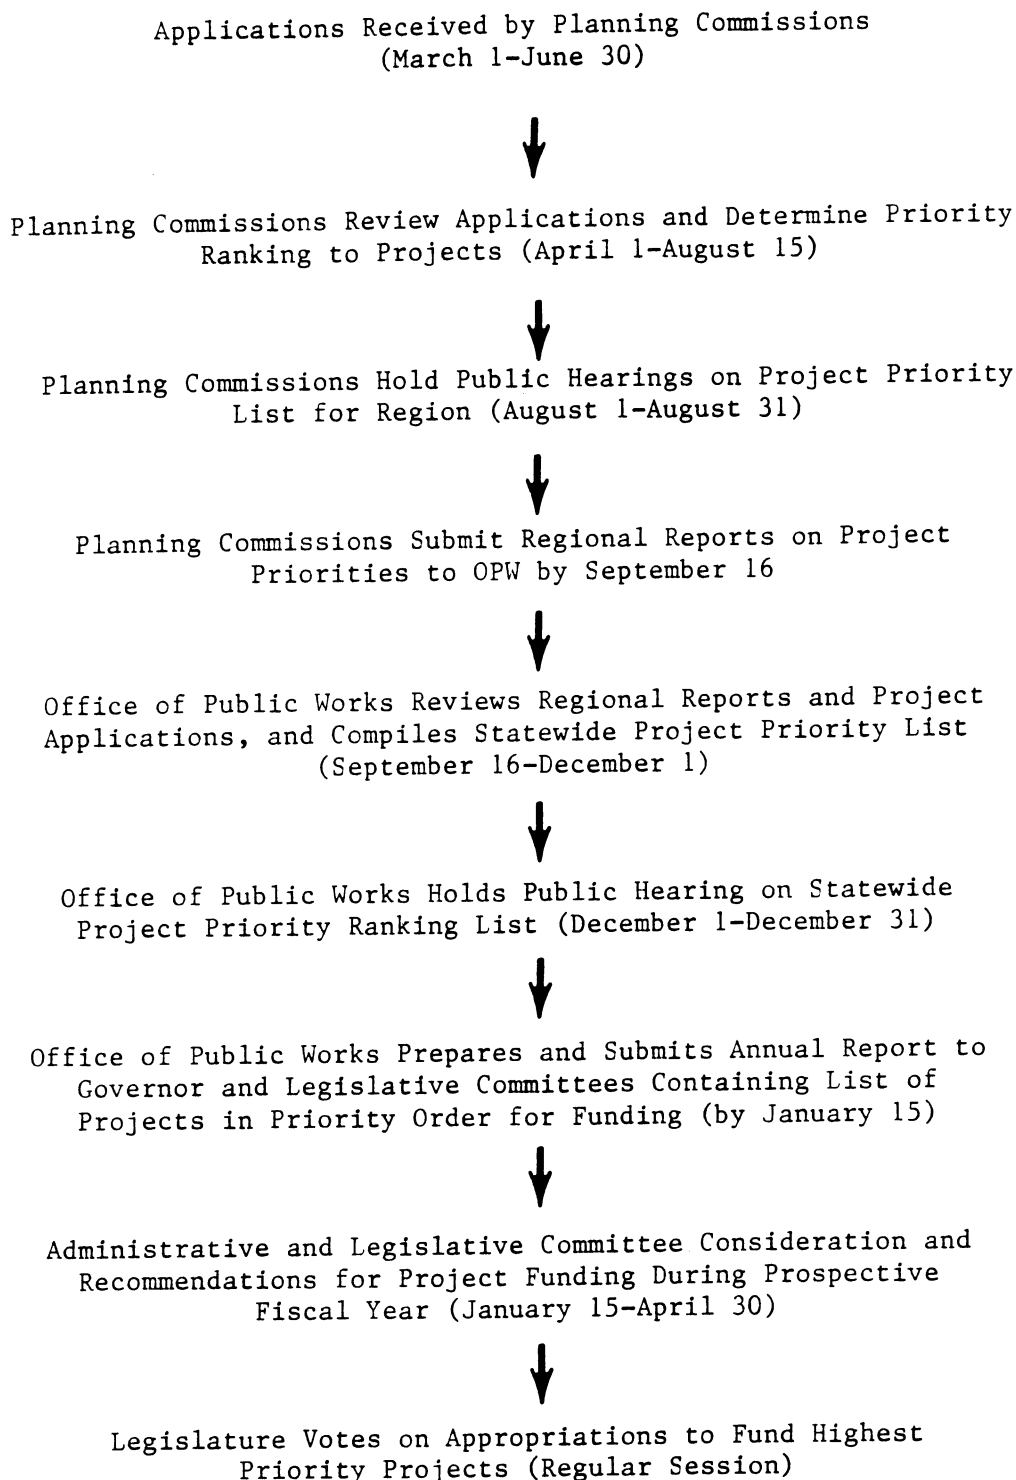 Applications Received by Planning Commissions
(March 1-June 30)
Planning Commissions Review Applications and Determine Priority
Ranking to Projects (April 1-August 15)
Planning Commissions Hold Public Hearings on Project Priority
List for Region (August 1-August 31)
Planning Commissions Submit Regional Reports on Project
Priorities to OPW by September 16
Office of Public Works Reviews Regional Reports and Project
Applications, and Compiles Statewide Project Priority List
(September 16-December 1)
Office of Public Works Holds Public Hearing on Statewide
Project Priority Ranking List (December 1-December 31)
Office of Public Works Prepares and Submits Annual Report to
Governor and Legislative Committees Containing List of
Projects in Priority Order for Funding (by January 15)
Administrative and Legislative Committee Consideration and
Recommendations for Project Funding During Prospective
Fiscal Year (January 15-April 30)
Legislature Votes on Appropriations to Fund Highest
Priority Projects (Regular Session)